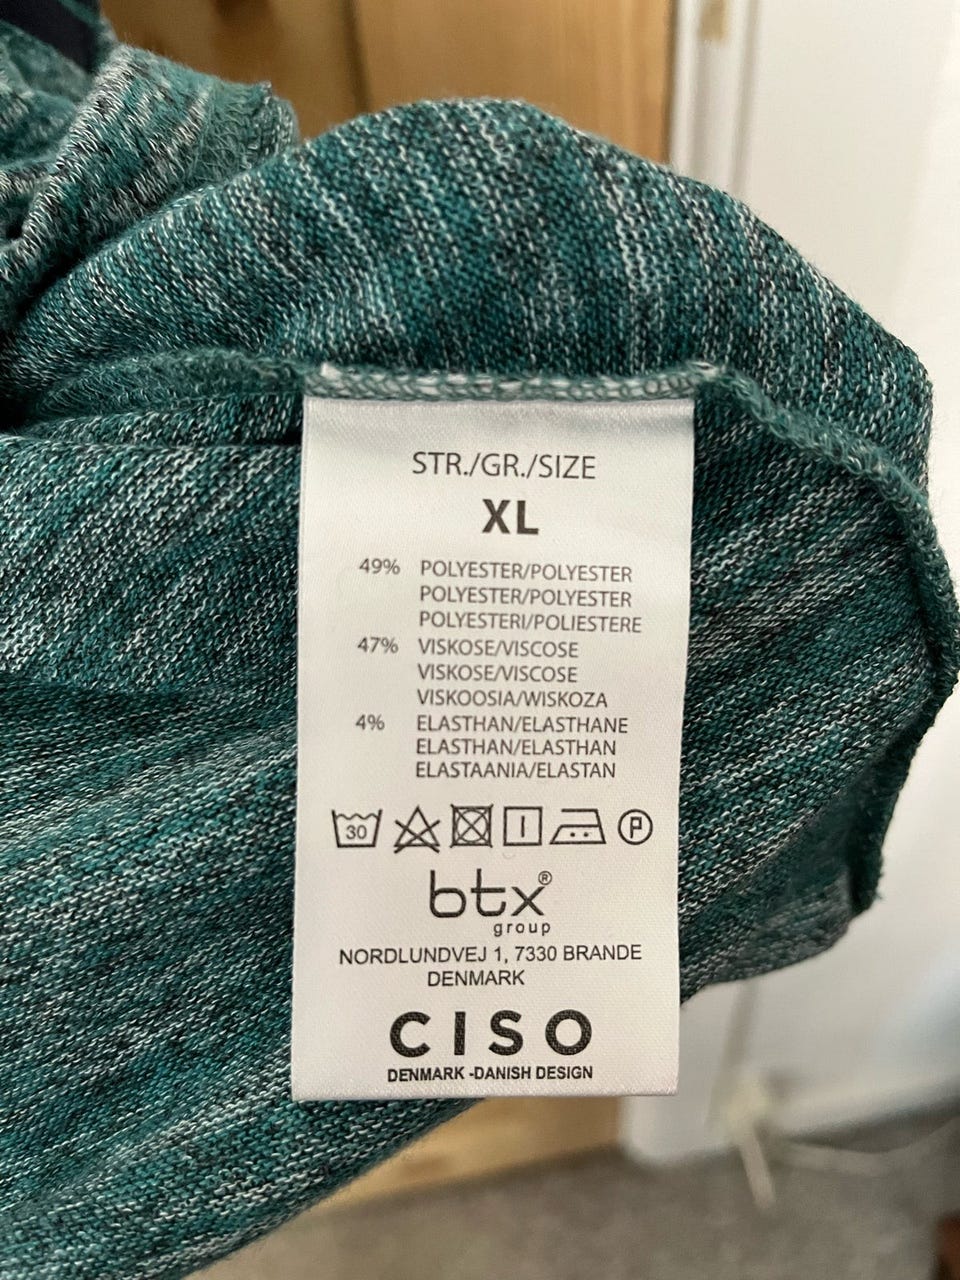 STR./GR./SIZE
XL
49% POLYESTER/POLYESTER
POLYESTER/POLYESTER
POLYESTERI/POLIESTERE
47% VISKOSE/VISCOSE
VISKOSE/VISCOSE
VISKOOSIA/WISKOZA
4% ELASTHAN/ELASTHANE
ELASTHAN/ELASTHAN
ELASTAANIA/ELASTAN
30 P
btx®
group
NORDLUNDVEJ 1, 7330 BRANDE
DENMARK
CISO
DENMARK -DANISH DESIGN